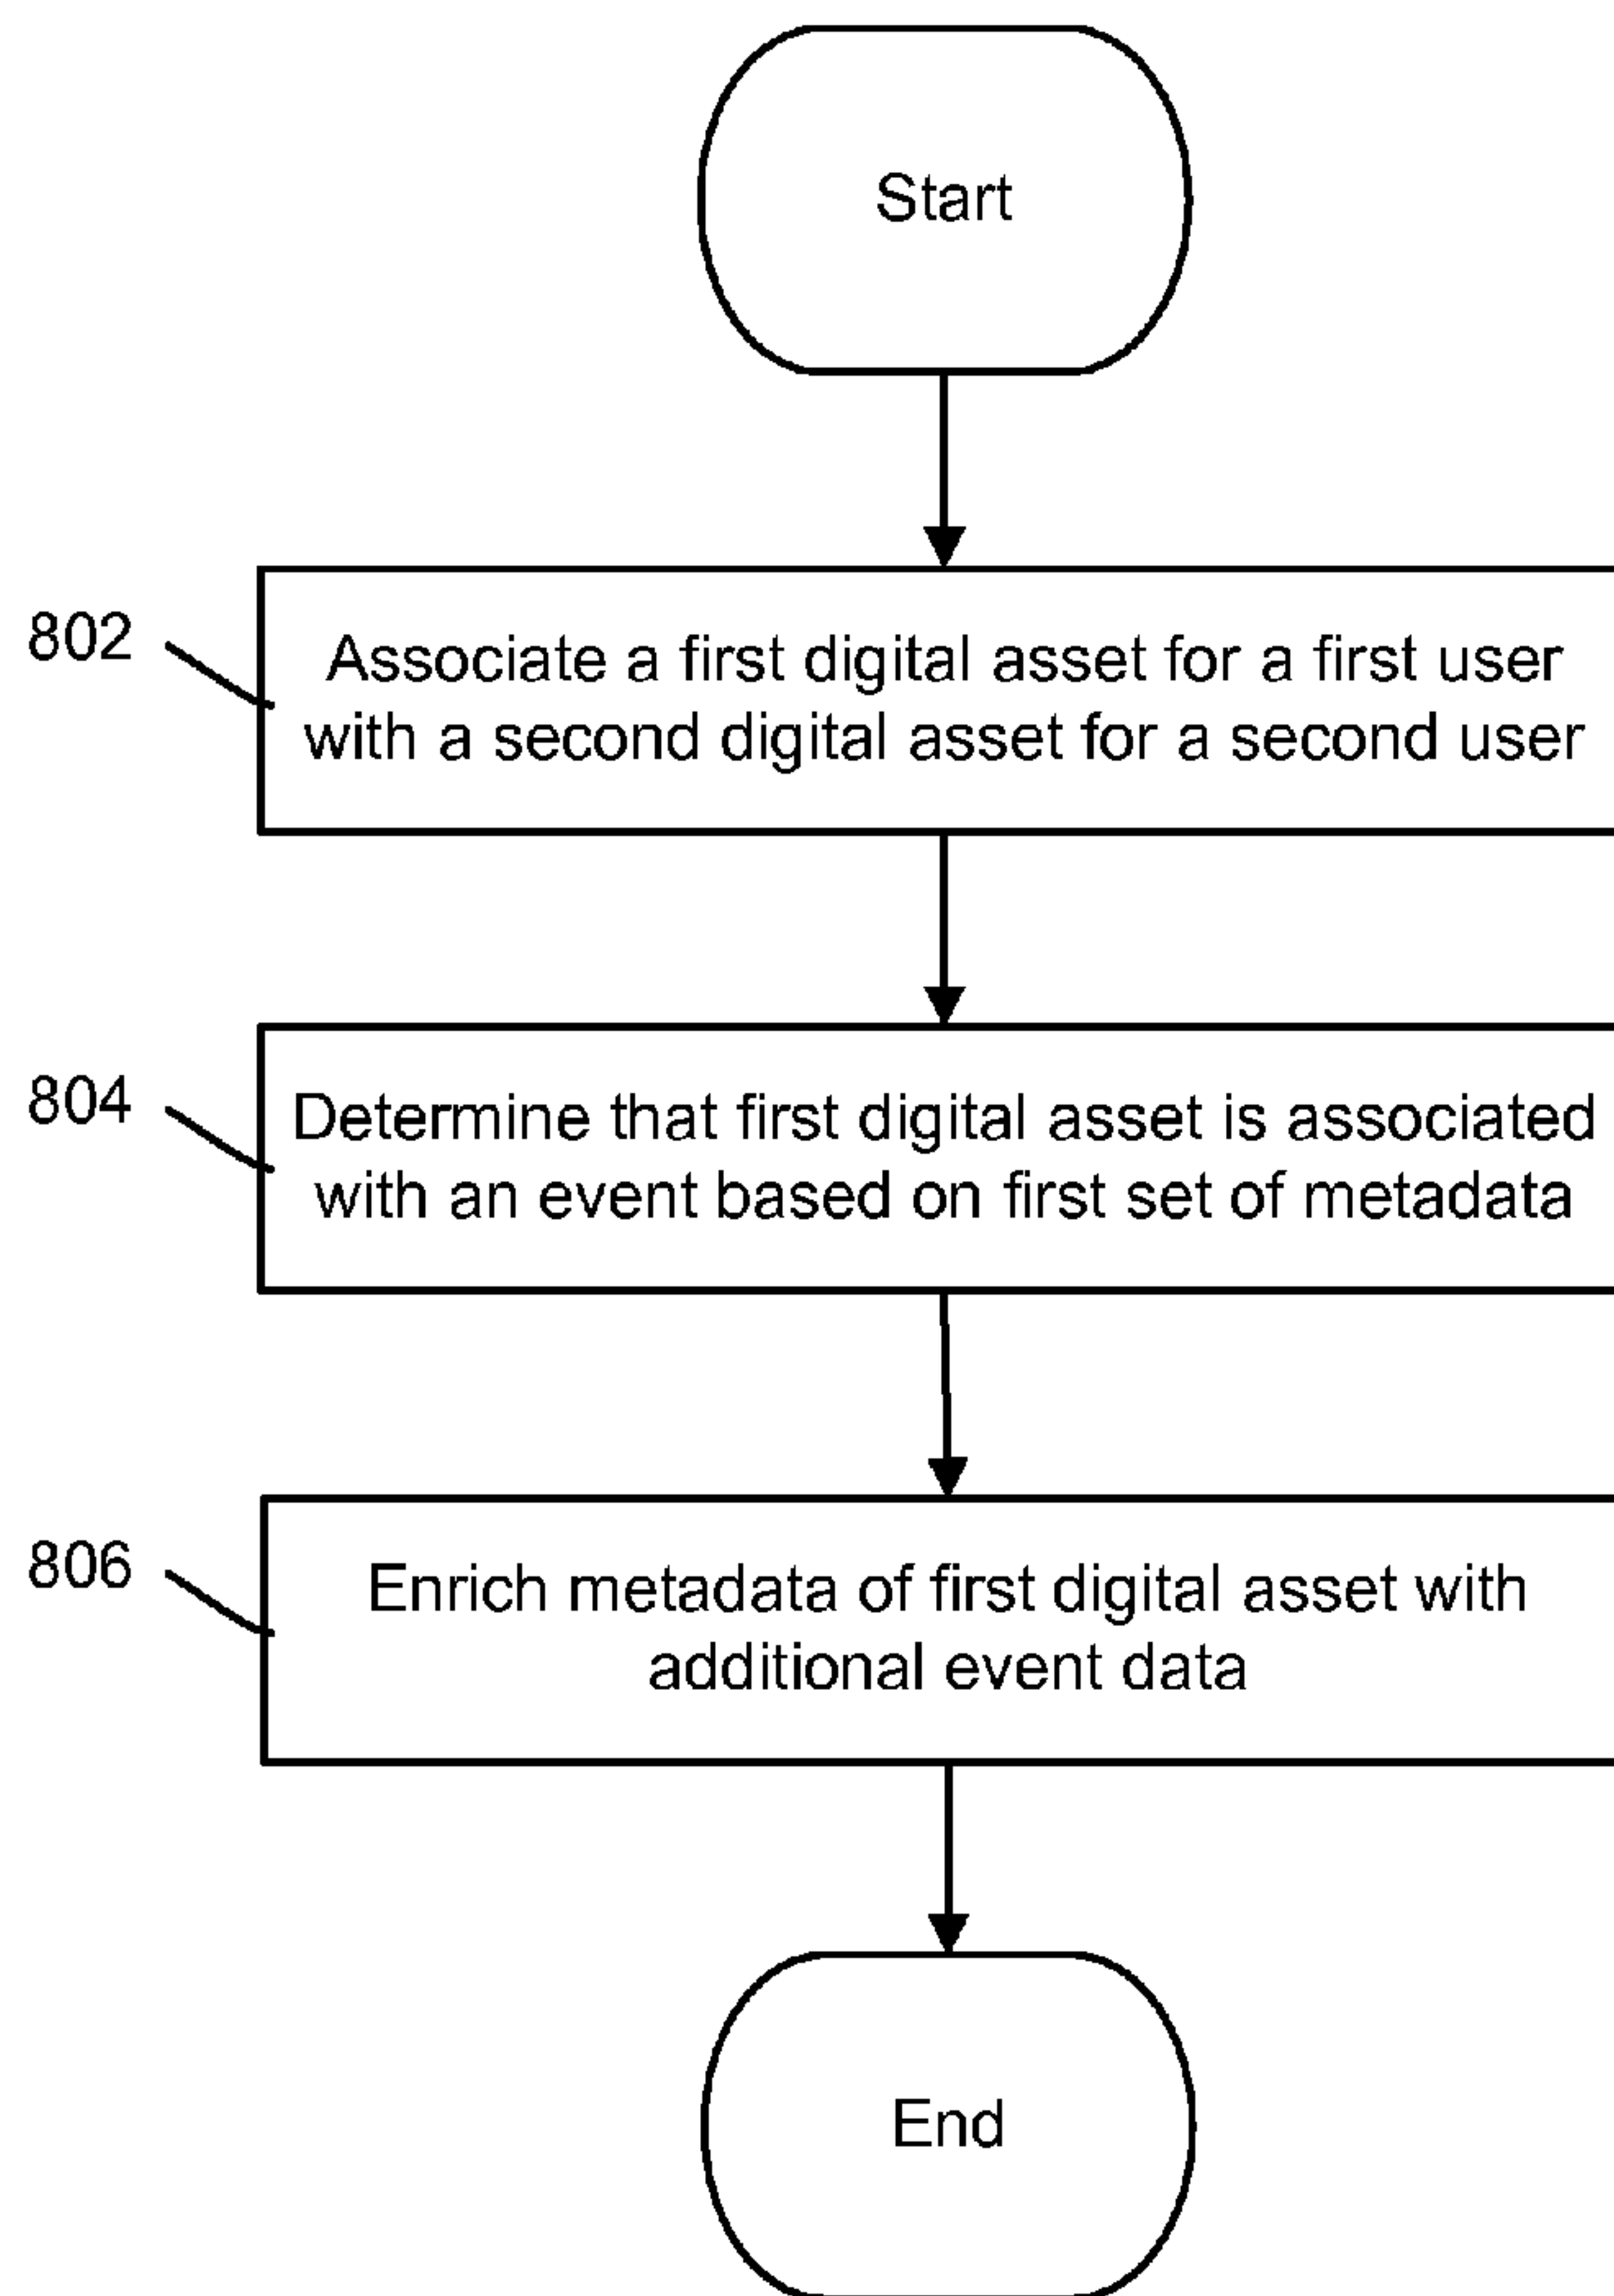 Start
802
Associate a first digital asset for a first user
with a second digital asset for a second user
804
Determine that first digital asset is associated
with an event based on first set of metadata
806
Enrich metadata of first digital asset with
additional event data
End